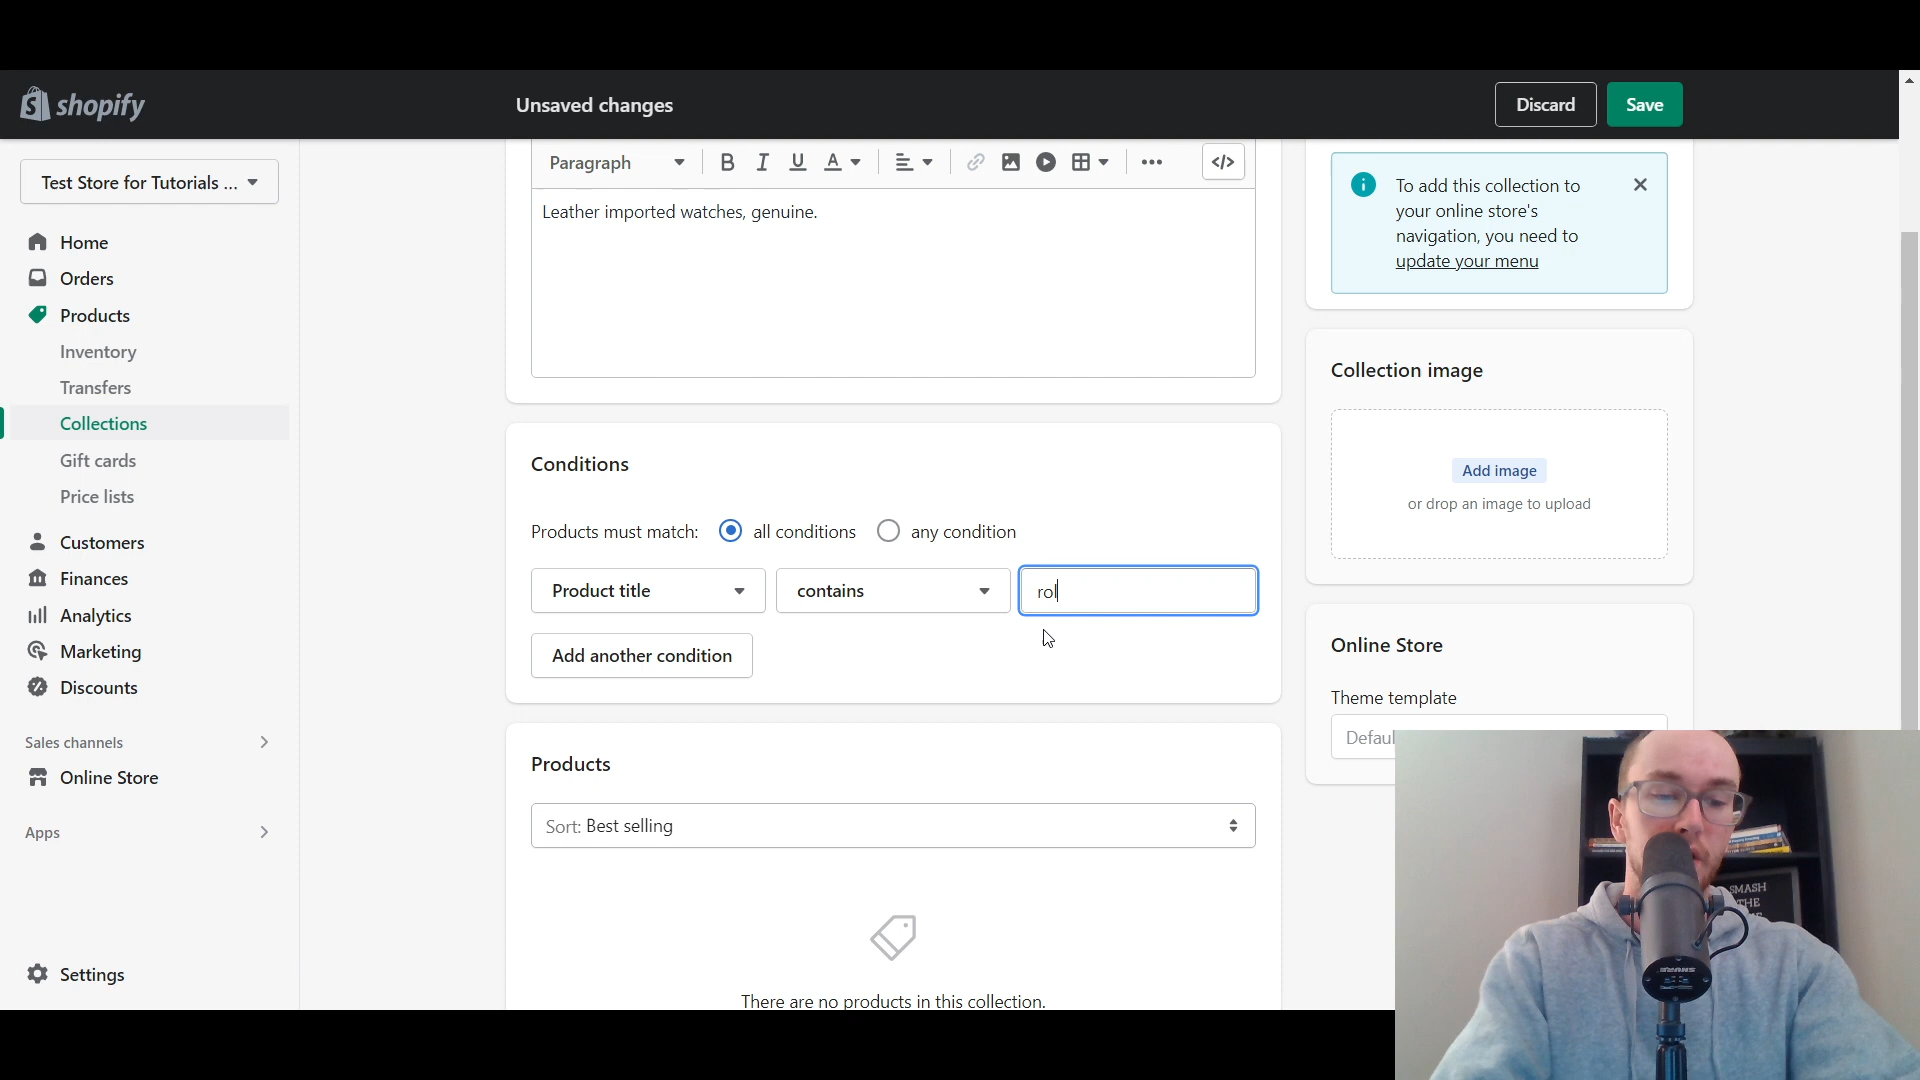 shopify
Unsaved changes
Discard
Save
Test Store for Tutorials ...
Home
Orders
Products
Inventory
Transfers
Collections
Gift cards
Price lists
Customers
Finances
Analytics
Marketing
Discounts
Sales channels
Online Store
Apps
Settings
Paragraph
B I U A
</>
Leather imported watches, genuine.
Conditions
Products must match: all conditions any condition
Product title contains rol
Add another condition
Products
Sort: Best selling
There are no products in this collection.
To add this collection to
your online store's
navigation, you need to
update your menu
Collection image
Add image
or drop an image to upload
Online Store
Theme template
Defaul
SMASH
THE
SHURE